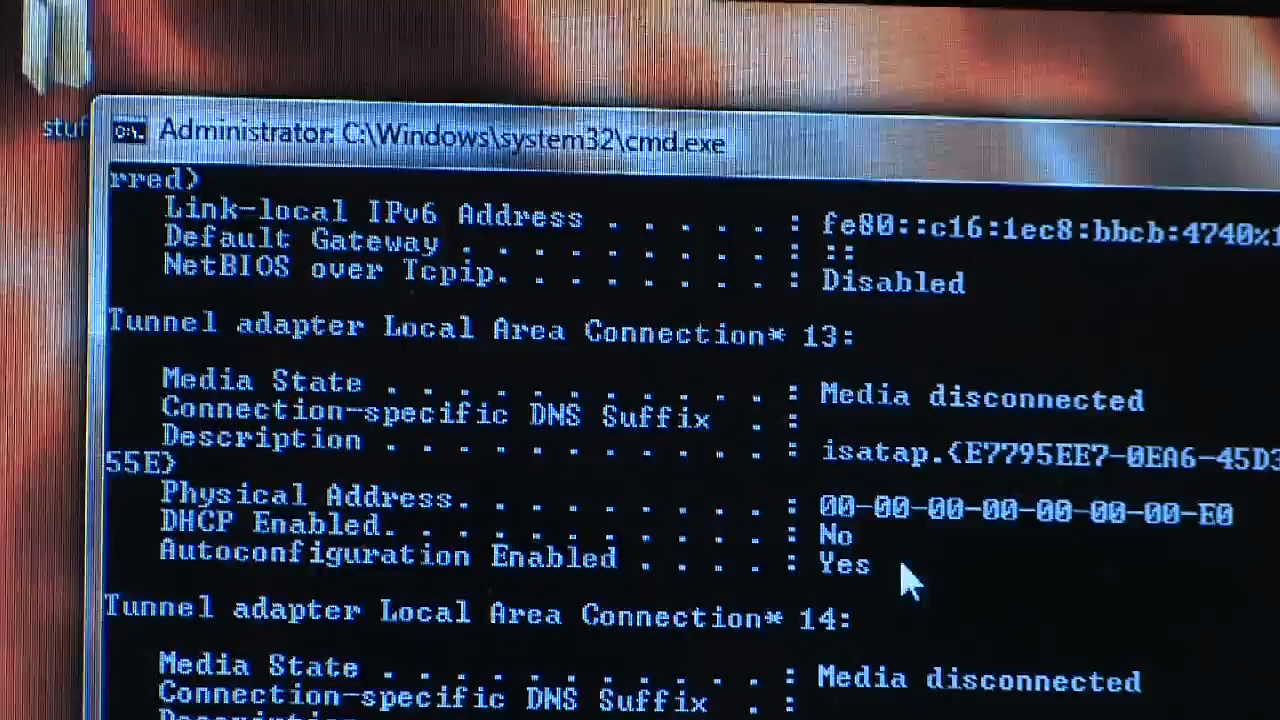 stuf
Administrator: C:\Windows\system32\cmd.exe
rred)
Link-local IPv6 Address . . . . . : fe80::c16:1ec8:bbcb:4740%1
Default Gateway . . . . . . . . . : ::
NetBIOS over Tcpip. . . . . . . . : Disabled
Tunnel adapter Local Area Connection* 13:
Media State . . . . . . . . . . . : Media disconnected
Connection-specific DNS Suffix  . :
Description . . . . . . . . . . . : isatap.{E7795EE7-0EA6-45D3
55E}
Physical Address. . . . . . . . . : 00-00-00-00-00-00-00-E0
DHCP Enabled. . . . . . . . . . . : No
Autoconfiguration Enabled . . . . : Yes
Tunnel adapter Local Area Connection* 14:
Media State . . . . . . . . . . . : Media disconnected
Connection-specific DNS Suffix  . :